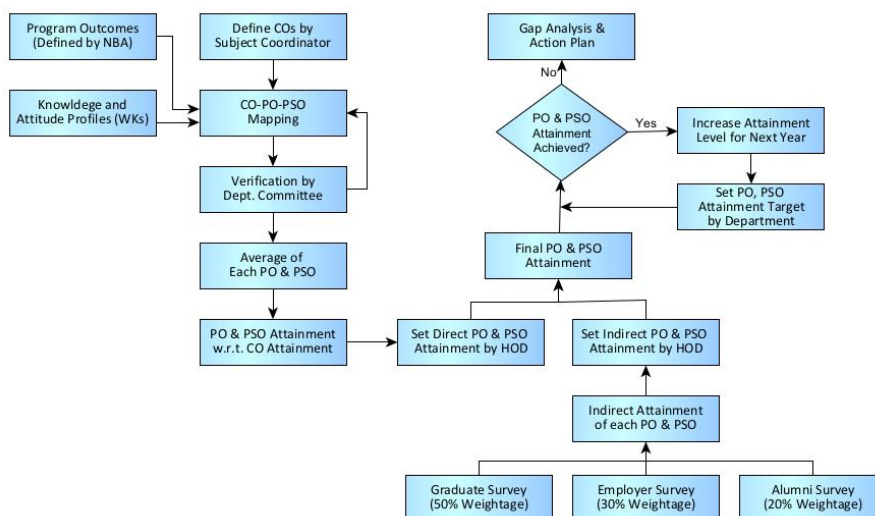 Program Outcomes
(Defined by NBA)
Define COs by
Subject Coordinator
Gap Analysis &
Action Plan
No
Knowldege and
Attitude Profiles (WKs)
CO-PO-PSO
Mapping
PO & PSO
Attainment
Achieved?
Yes
Increase Attainment
Level for Next Year
Verification by
Dept. Committee
Set PO, PSO
Attainment Target
by Department
Average of
Each PO & PSO
Final PO & PSO
Attainment
PO & PSO Attainment
w.r.t. CO Attainment
Set Direct PO & PSO
Attainment by HOD
Set Indirect PO & PSO
Attainment by HOD
Indirect Attainment
of each PO & PSO
Graduate Survey
(50% Weightage)
Employer Survey
(30% Weightage)
Alumni Survey
(20% Weightage)